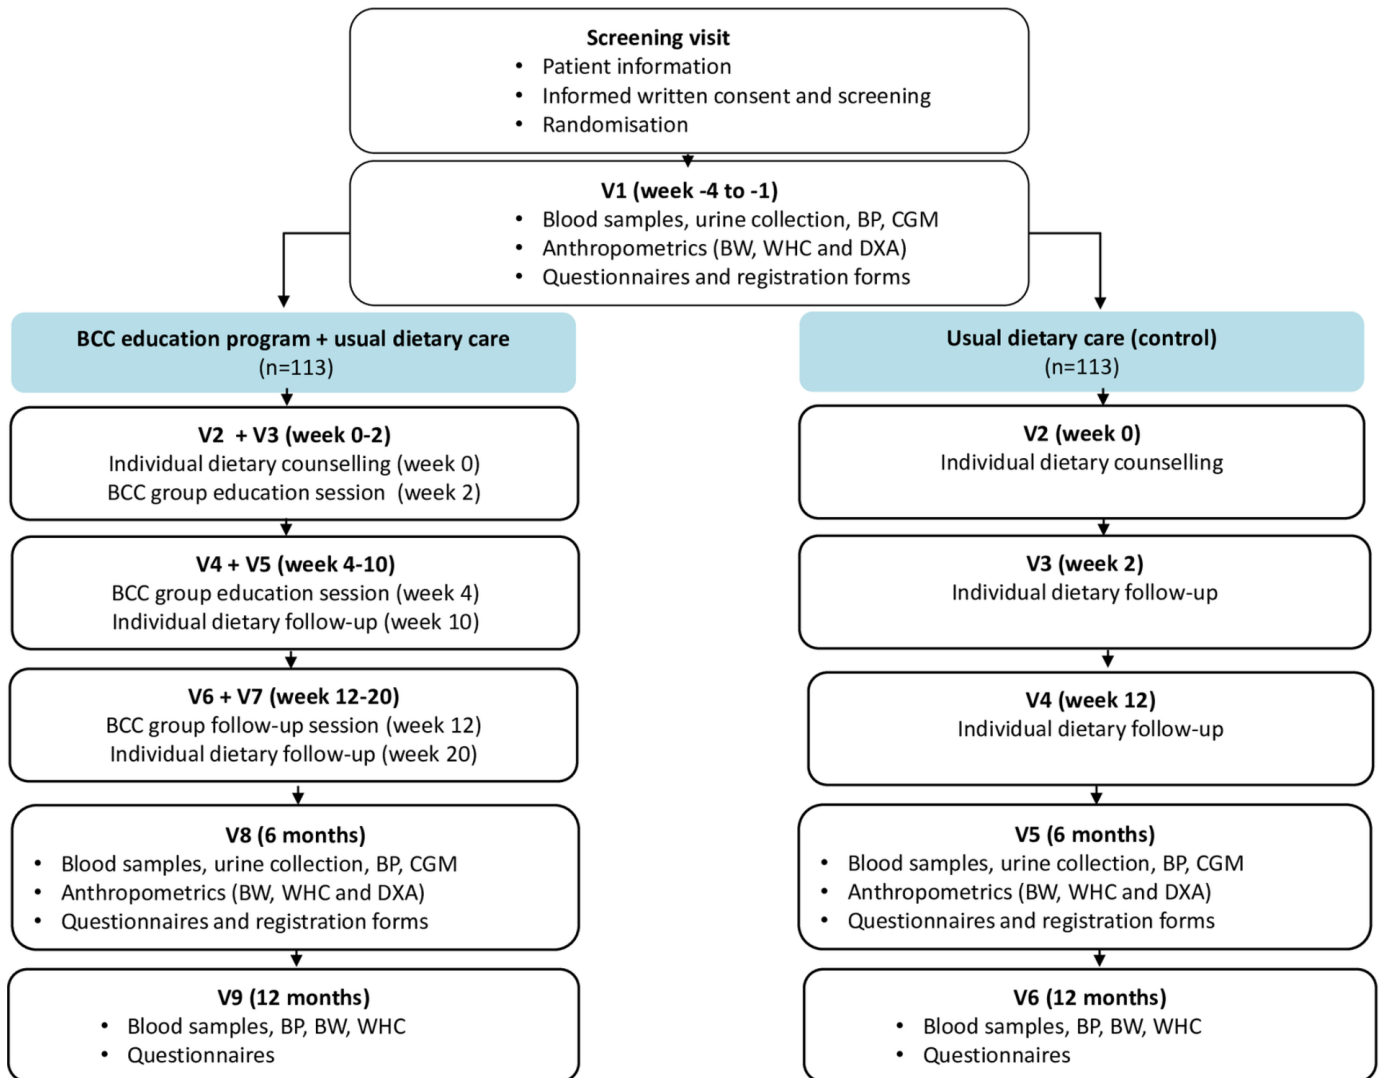 Screening visit
• Patient information
• Informed written consent and screening
• Randomisation
V1 (week -4 to -1)
• Blood samples, urine collection, BP, CGM
• Anthropometrics (BW, WHC and DXA)
• Questionnaires and registration forms
BCC education program + usual dietary care
(n=113)
V2 + V3 (week 0-2)
Individual dietary counselling (week 0)
BCC group education session (week 2)
V4 + V5 (week 4-10)
BCC group education session (week 4)
Individual dietary follow-up (week 10)
V6 + V7 (week 12-20)
BCC group follow-up session (week 12)
Individual dietary follow-up (week 20)
V8 (6 months)
• Blood samples, urine collection, BP, CGM
• Anthropometrics (BW, WHC and DXA)
• Questionnaires and registration forms
V9 (12 months)
• Blood samples, BP, BW, WHC
• Questionnaires
Usual dietary care (control)
(n=113)
V2 (week 0)
Individual dietary counselling
V3 (week 2)
Individual dietary follow-up
V4 (week 12)
Individual dietary follow-up
V5 (6 months)
• Blood samples, urine collection, BP, CGM
• Anthropometrics (BW, WHC and DXA)
• Questionnaires and registration forms
V6 (12 months)
• Blood samples, BP, BW, WHC
• Questionnaires